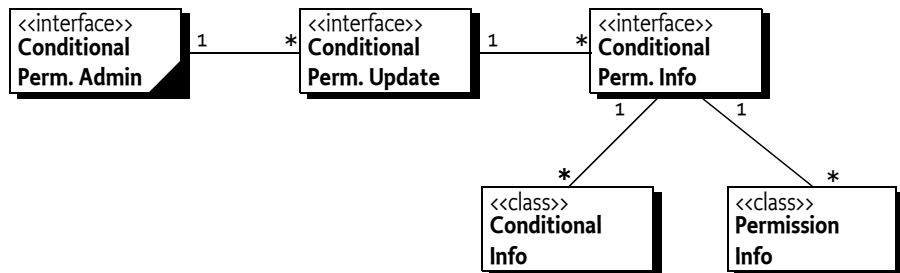 <<interface>>
Conditional
Perm. Admin
1
*
<<interface>>
Conditional
Perm. Update
1
*
<<interface>>
Conditional
Perm. Info
1
1
*
*
<<class>>
Conditional
Info
<<class>>
Permission
Info